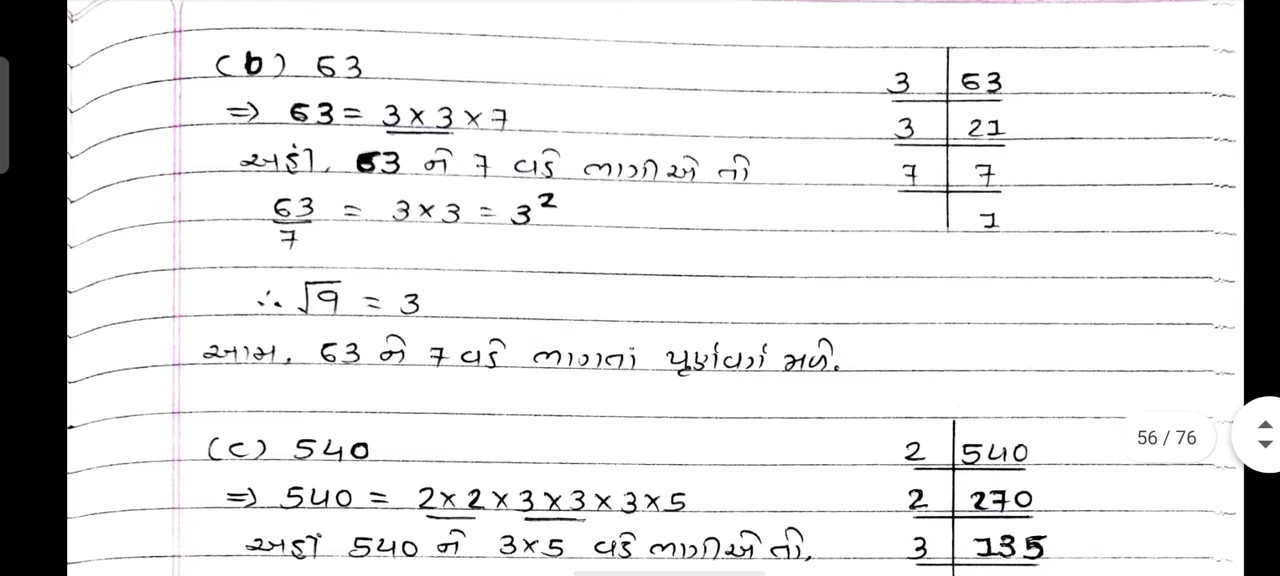 (b) 63
⇒ 63 = 3 × 3 × 7
અહીં, 63 ને 7 વડે ભાગીએ તો
63/7 = 3 × 3 = 3²
∴ √9 = 3
આમ, 63 ને 7 વડે ભાગતાં પૂર્ણવર્ગ મળે.
3 | 63
3 | 21
7 | 7
| 1
(c) 540
⇒ 540 = 2 × 2 × 3 × 3 × 3 × 5
અહીં 540 ને 3×5 વડે ભાગીએ તો,
2 | 540
2 | 270
3 | 135
56 / 76